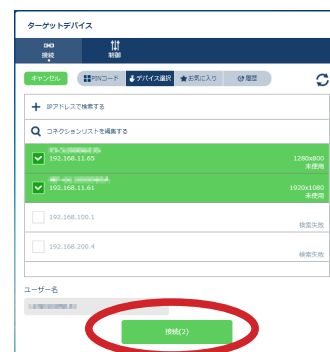 ターゲットデバイス
接続
制御
キャンセル PINコード デバイス選択 お気に入り 履歴
IPアドレスで検索する
コネクションリストを編集する
192.168.11.65
1280x800
未使用
192.168.11.61
1920x1080
未使用
192.168.100.1
検索失敗
192.168.200.4
検索失敗
ユーザー名
接続(2)